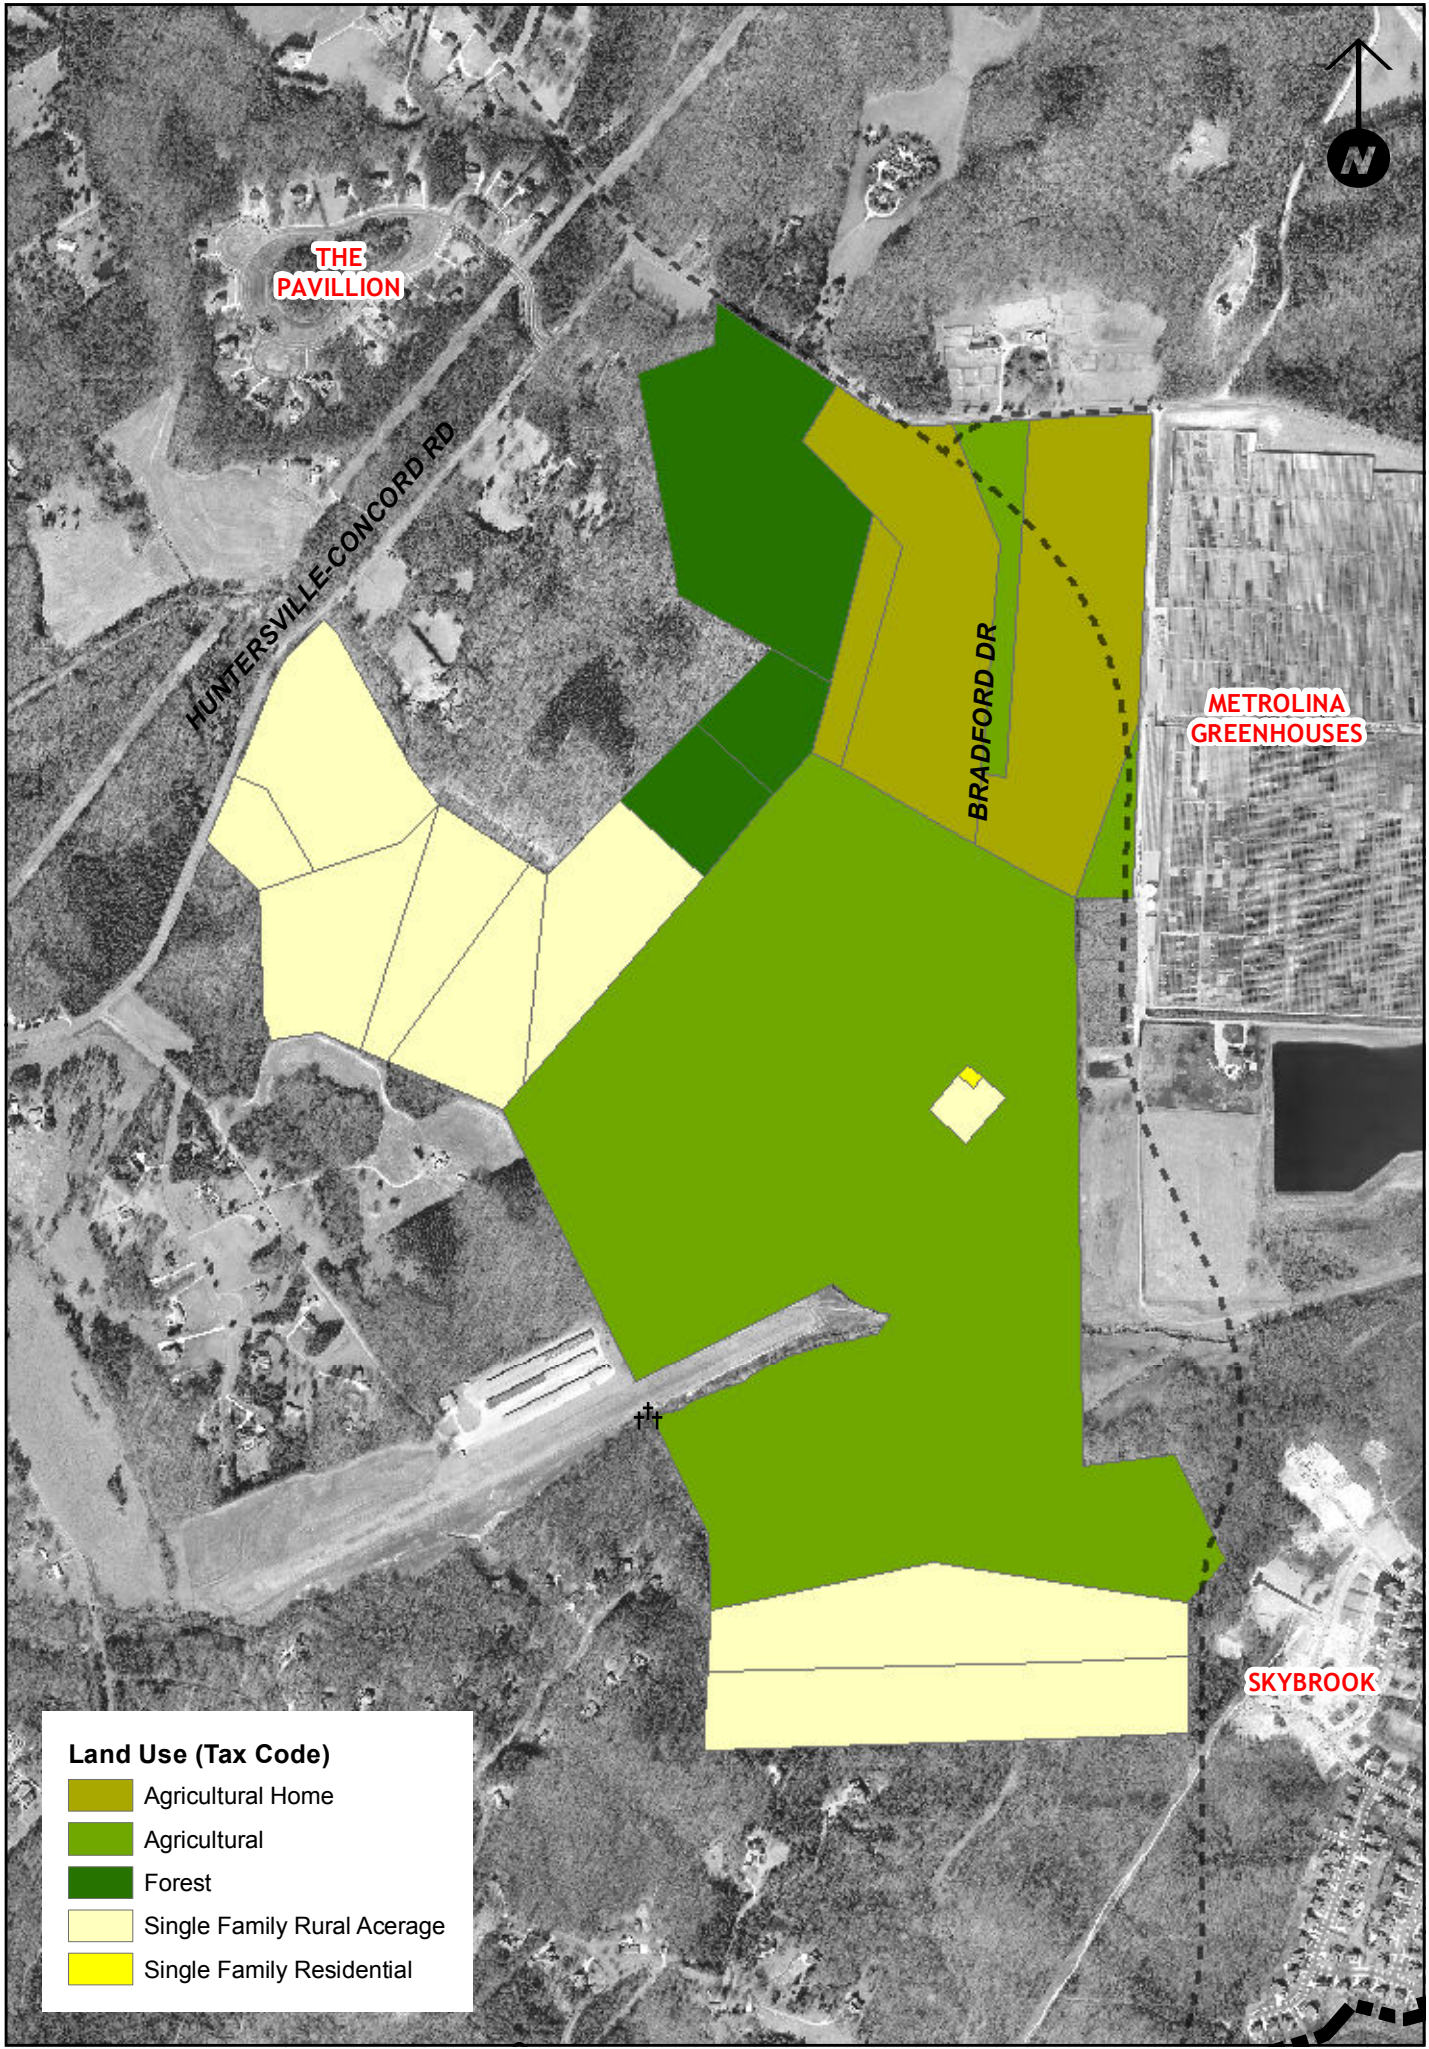 N
THE
PAVILLION
HUNTERSVILLE-CONCORD RD
BRADFORD DR
METROLINA
GREENHOUSES
SKYBROOK
Land Use (Tax Code)
Agricultural Home
Agricultural
Forest
Single Family Rural Acerage
Single Family Residential